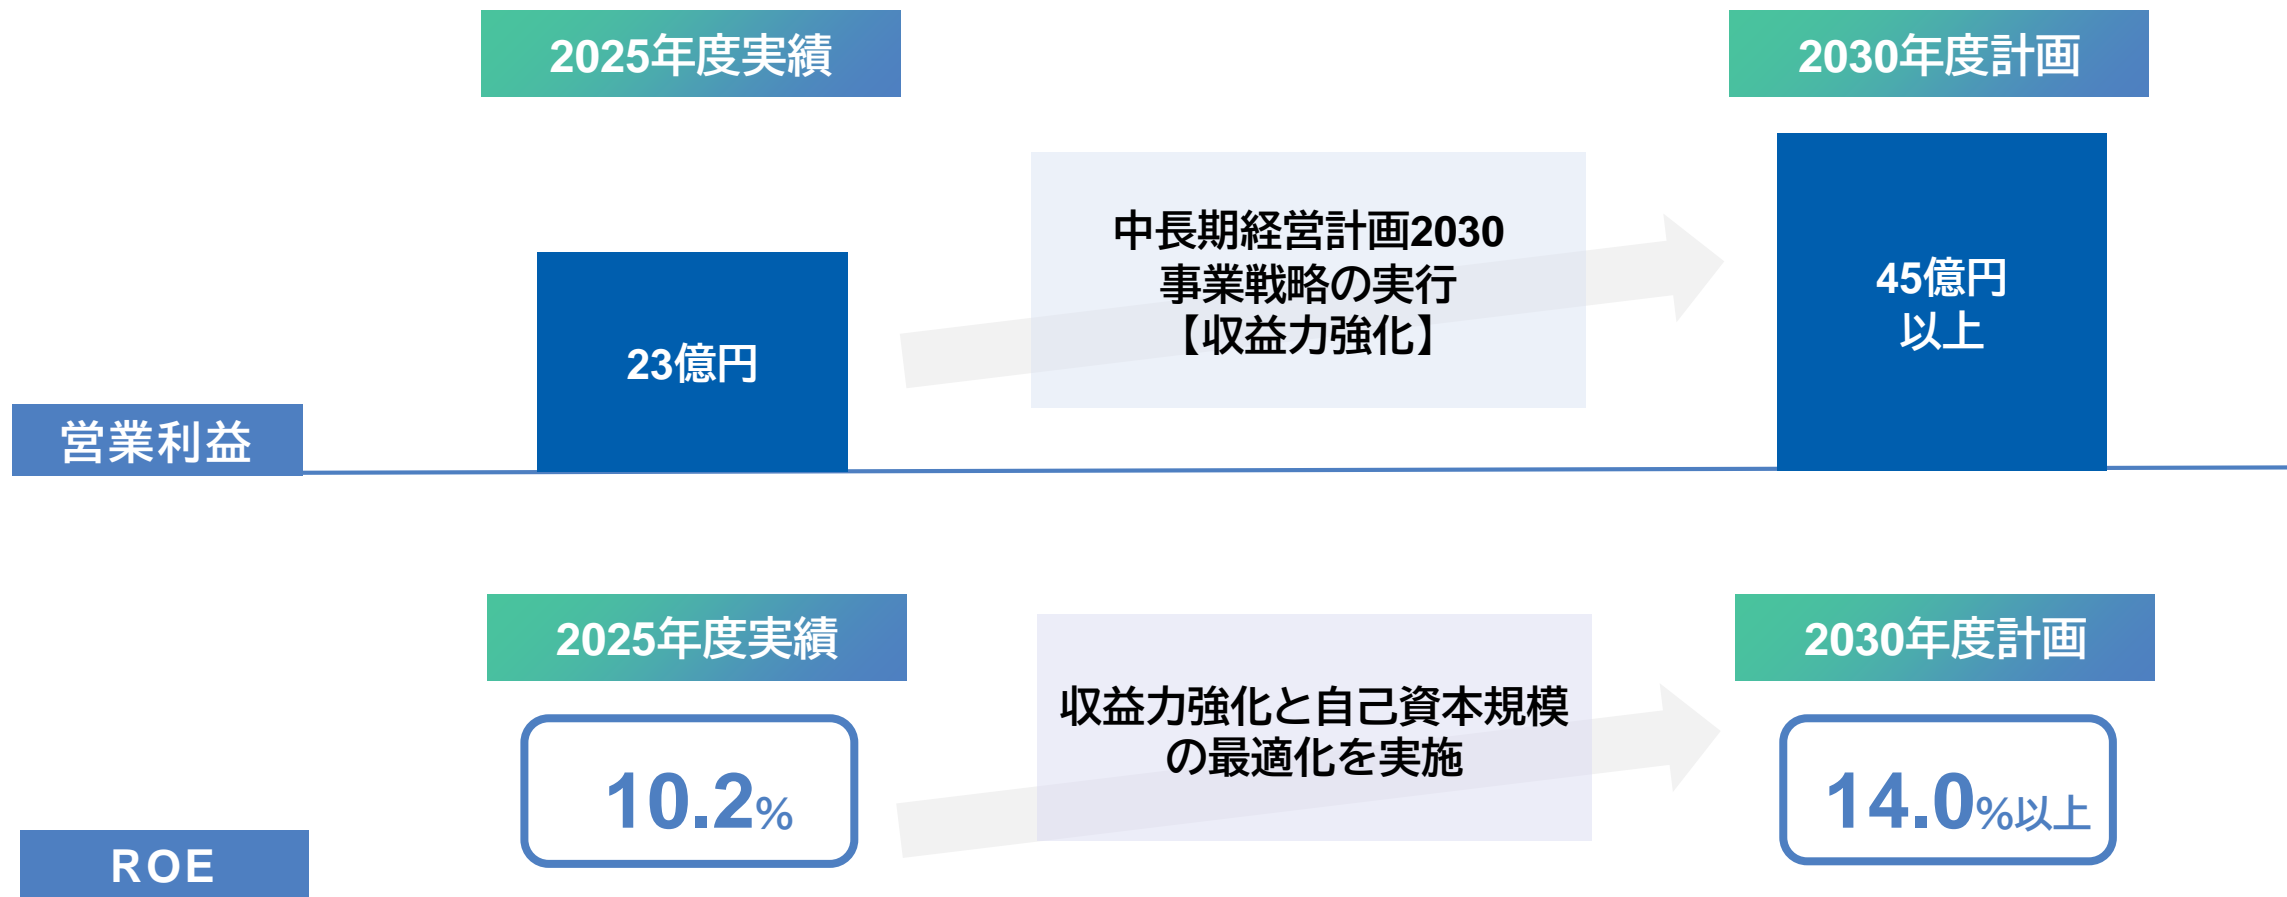 2025年度実績
2030年度計画
中長期経営計画2030
事業戦略の実行
【収益力強化】
23億円
45億円
以上
営業利益
2025年度実績
2030年度計画
収益力強化と自己資本規模
の最適化を実施
10.2%
14.0%以上
ROE